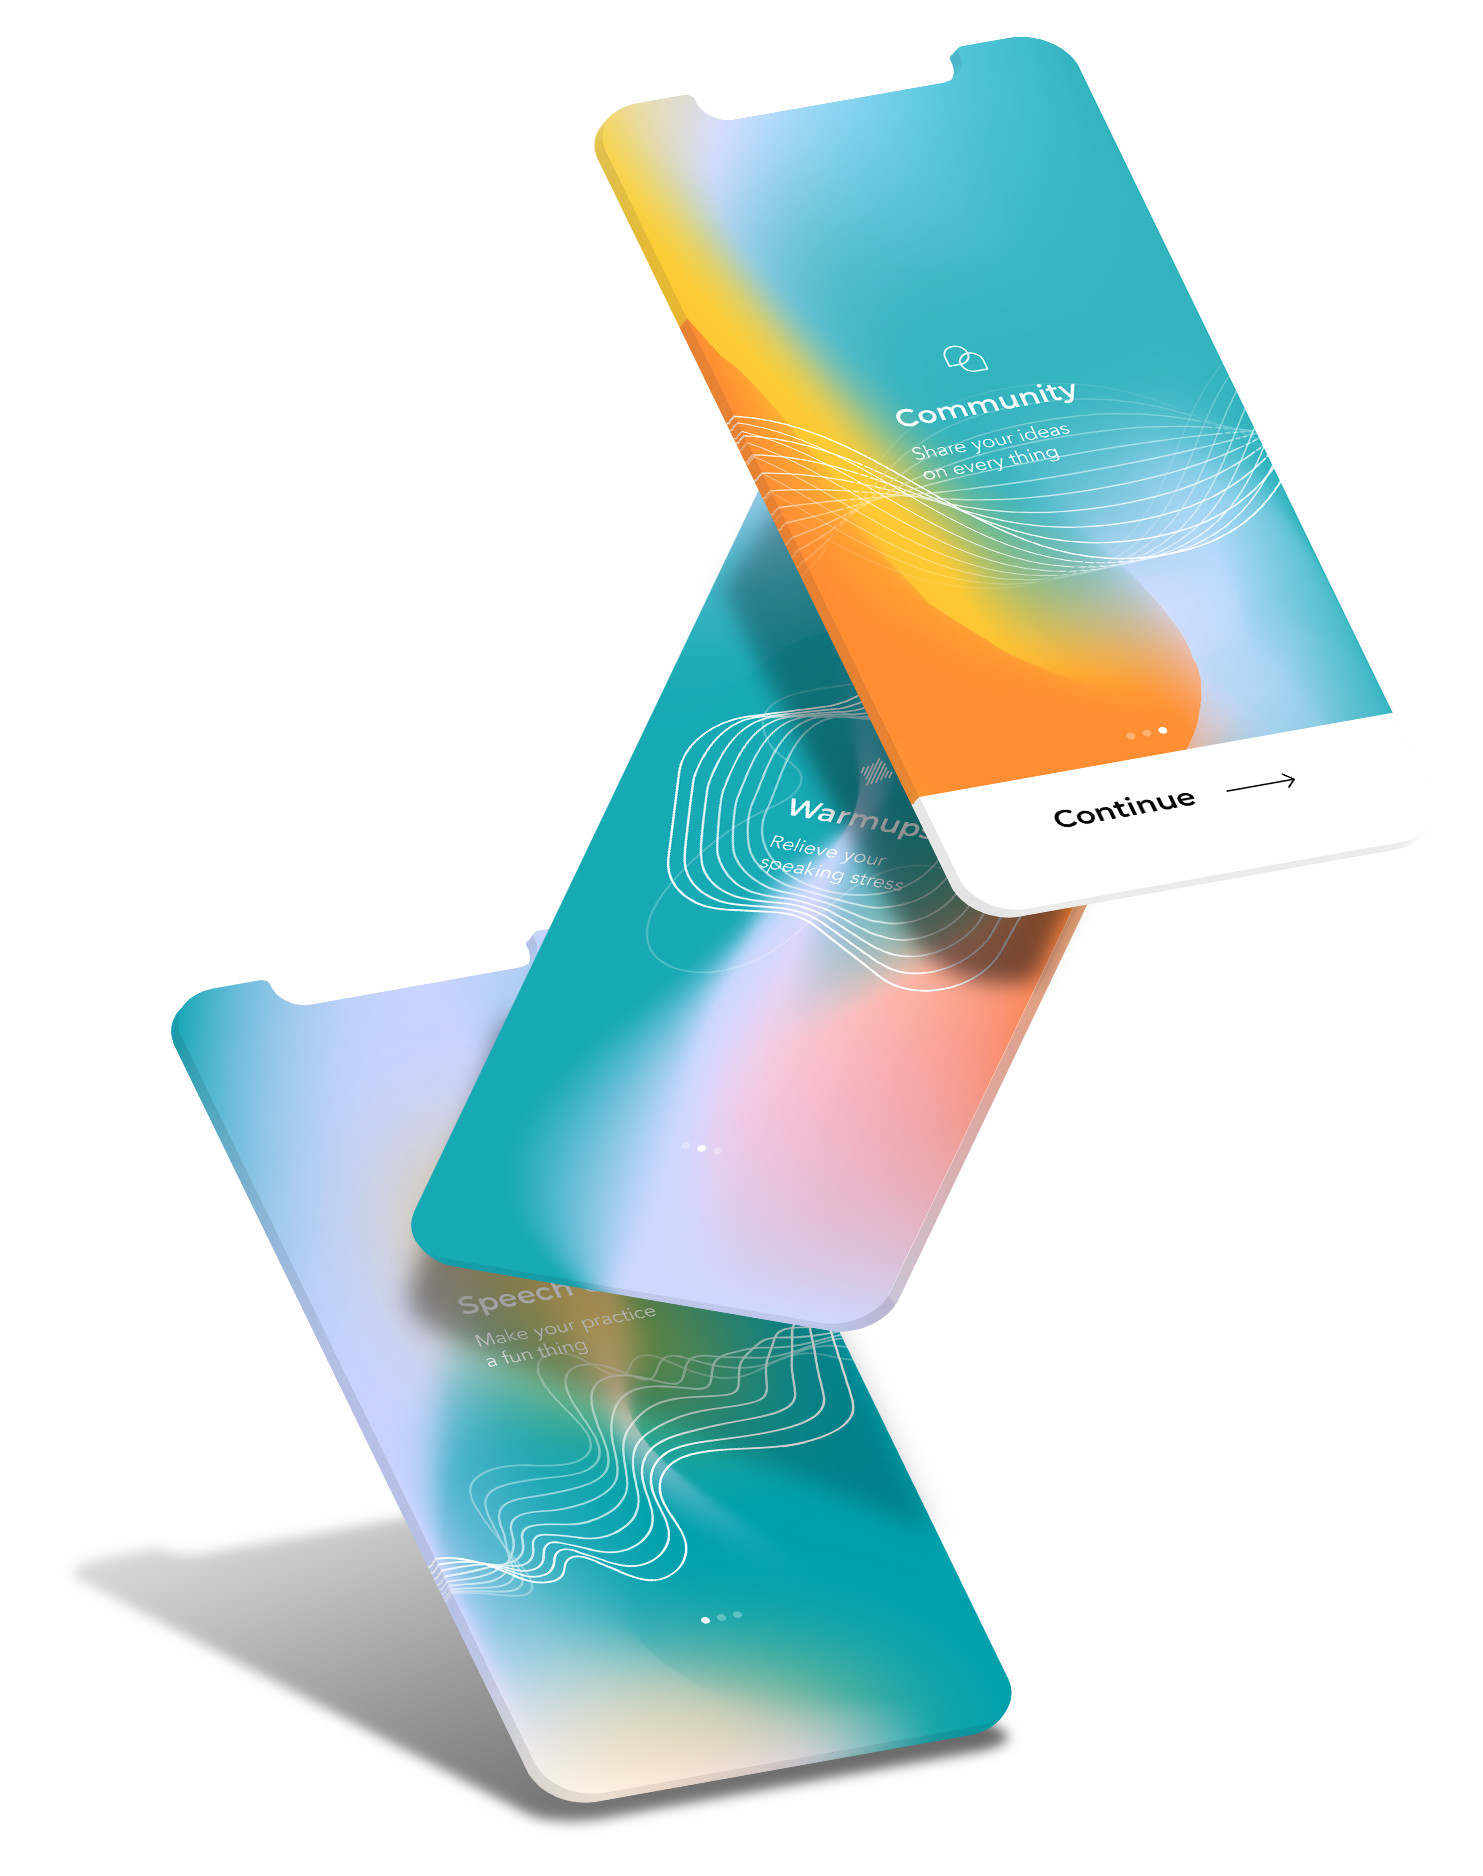 Community
Share your ideas
on every thing
Continue
Warmups
Relieve your
speaking stress
Speech
Make your practice
a fun thing